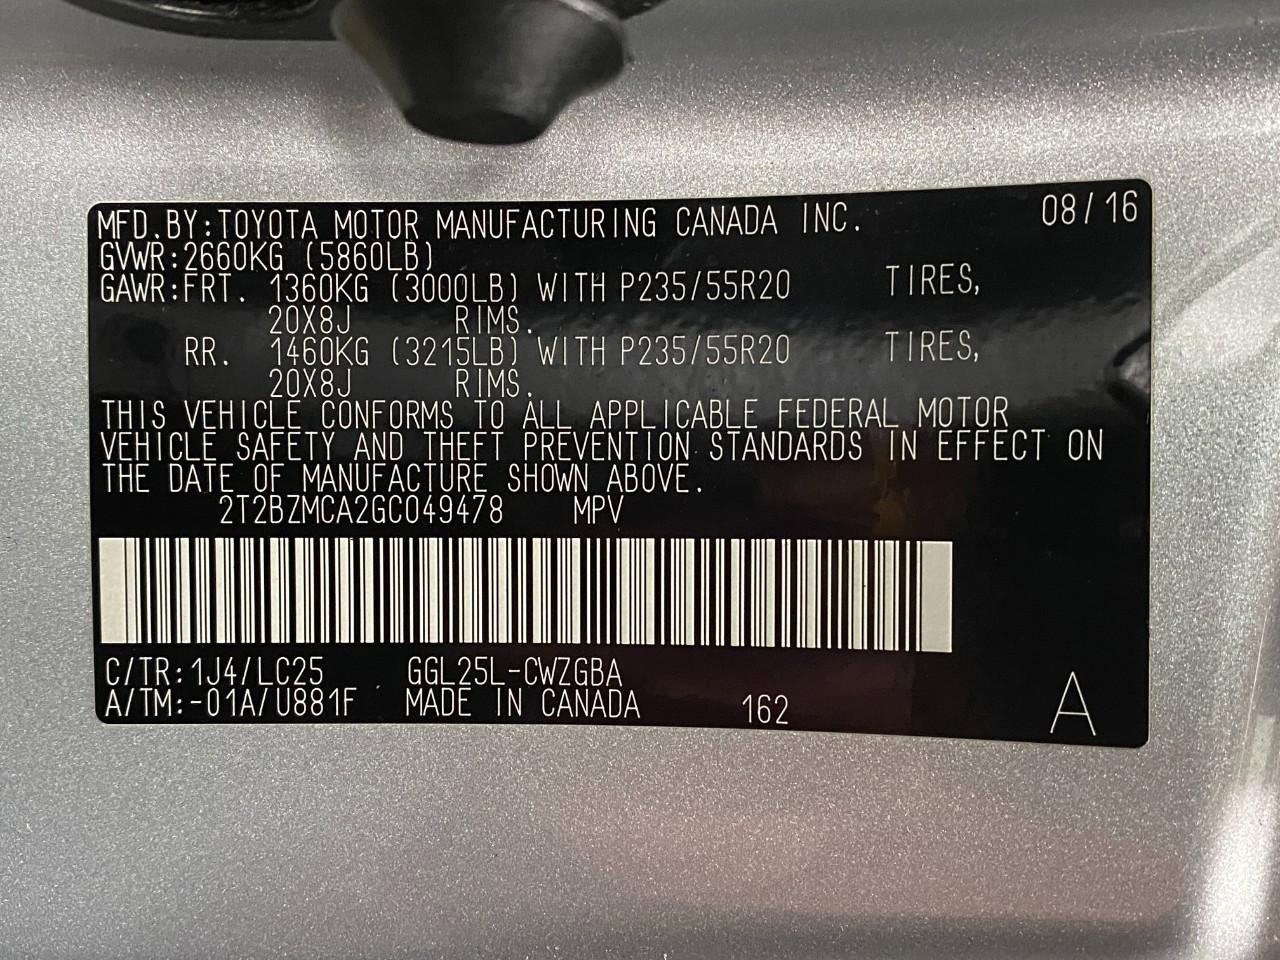 MFD.BY:TOYOTA MOTOR MANUFACTURING CANADA INC. 08/16
GVWR:2660KG (5860LB)
GAWR:FRT. 1360KG (3000LB) WITH P235/55R20 TIRES,
20X8J RIMS.
RR. 1460KG (3215LB) WITH P235/55R20 TIRES,
20X8J RIMS.
THIS VEHICLE CONFORMS TO ALL APPLICABLE FEDERAL MOTOR
VEHICLE SAFETY AND THEFT PREVENTION STANDARDS IN EFFECT ON
THE DATE OF MANUFACTURE SHOWN ABOVE.
2T2BZMCA2GC049478 MPV
C/TR:1J4/LC25 GGL25L-CWZGBA
A/TM:-01A/U881F MADE IN CANADA 162 A